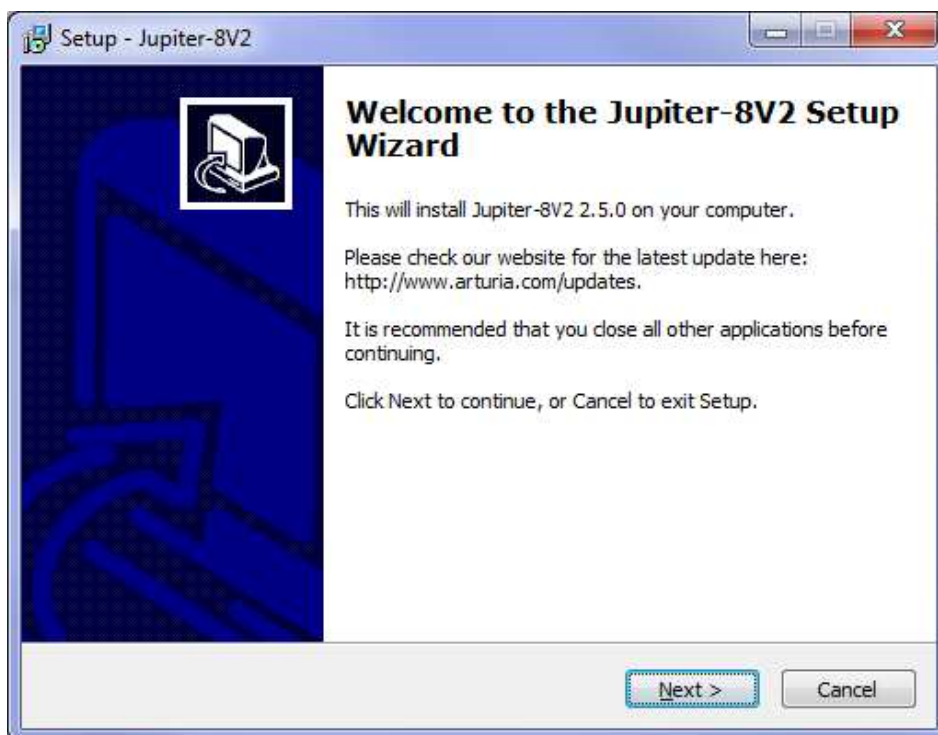 Setup - Jupiter-8V2
Welcome to the Jupiter-8V2 Setup
Wizard
This will install Jupiter-8V2 2.5.0 on your computer.
Please check our website for the latest update here:
http://www.arturia.com/updates.
It is recommended that you close all other applications before
continuing.
Click Next to continue, or Cancel to exit Setup.
Next >
Cancel